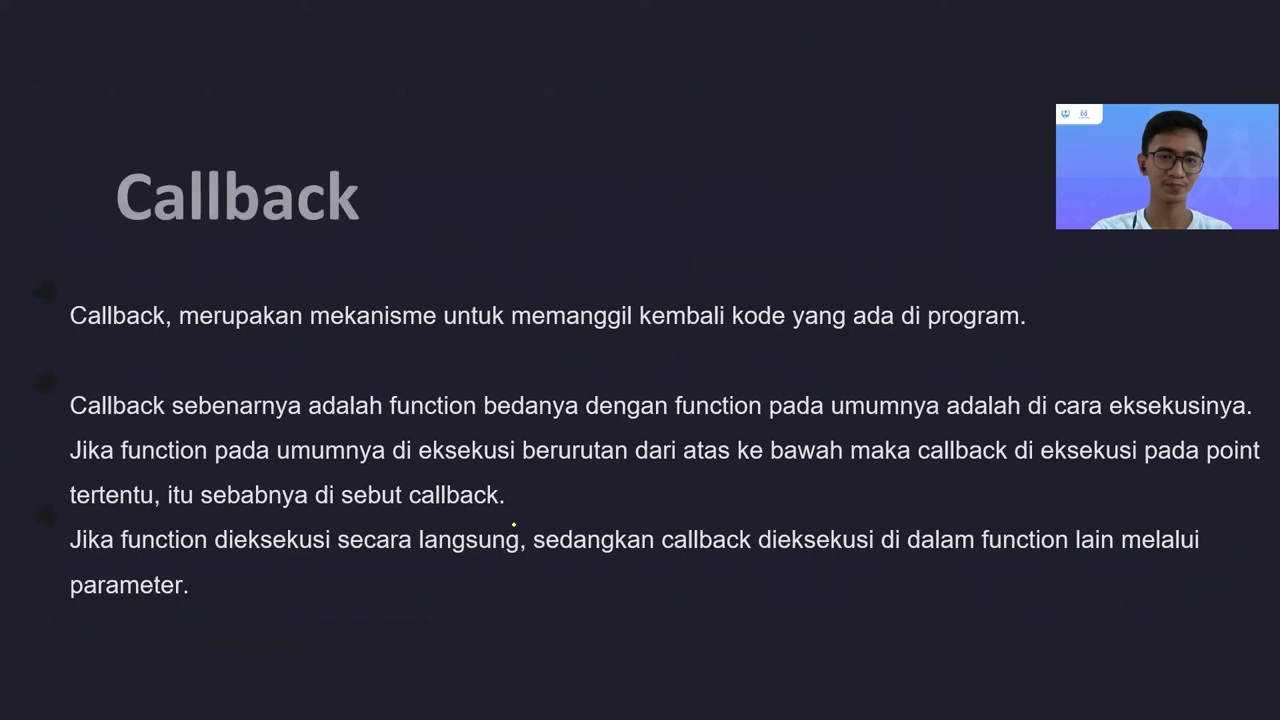 Callback
Callback, merupakan mekanisme untuk memanggil kembali kode yang ada di program.
Callback sebenarnya adalah function bedanya dengan function pada umumnya adalah di cara eksekusinya.
Jika function pada umumnya di eksekusi berurutan dari atas ke bawah maka callback di eksekusi pada point
tertentu, itu sebabnya di sebut callback.
Jika function dieksekusi secara langsung, sedangkan callback dieksekusi di dalam function lain melalui
parameter.